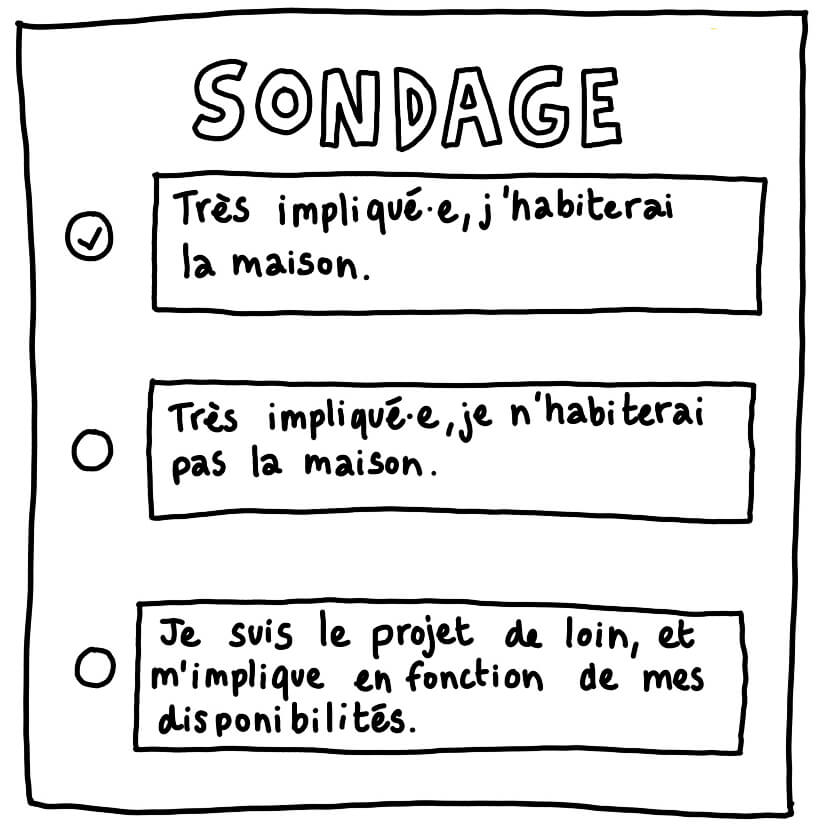 SONDAGE
Très impliqué·e, j'habiterai
la maison.
Très impliqué·e, je n'habiterai
pas la maison.
Je suis le projet de loin, et
m'implique en fonction de mes
disponibilités.